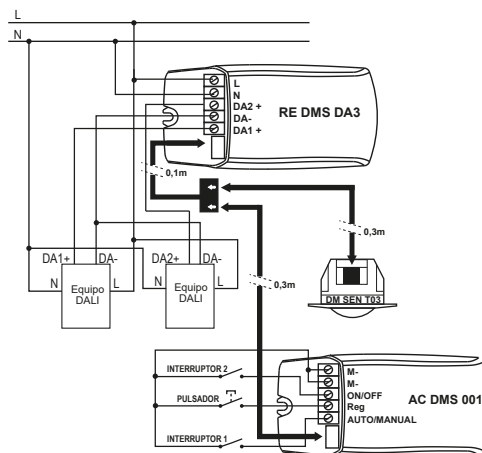 L
N
L
N
DA2 +
DA-
DA1 +
RE DMS DA3
0,1m
0,3m
DA1+ DA- DA2+ DA-
N Equipo DALI L N Equipo DALI L
0,3m
DM SEN T03
INTERRUPTOR 2
PULSADOR
INTERRUPTOR 1
M-
M-
ON/OFF
Reg
AUTO/MANUAL
AC DMS 001